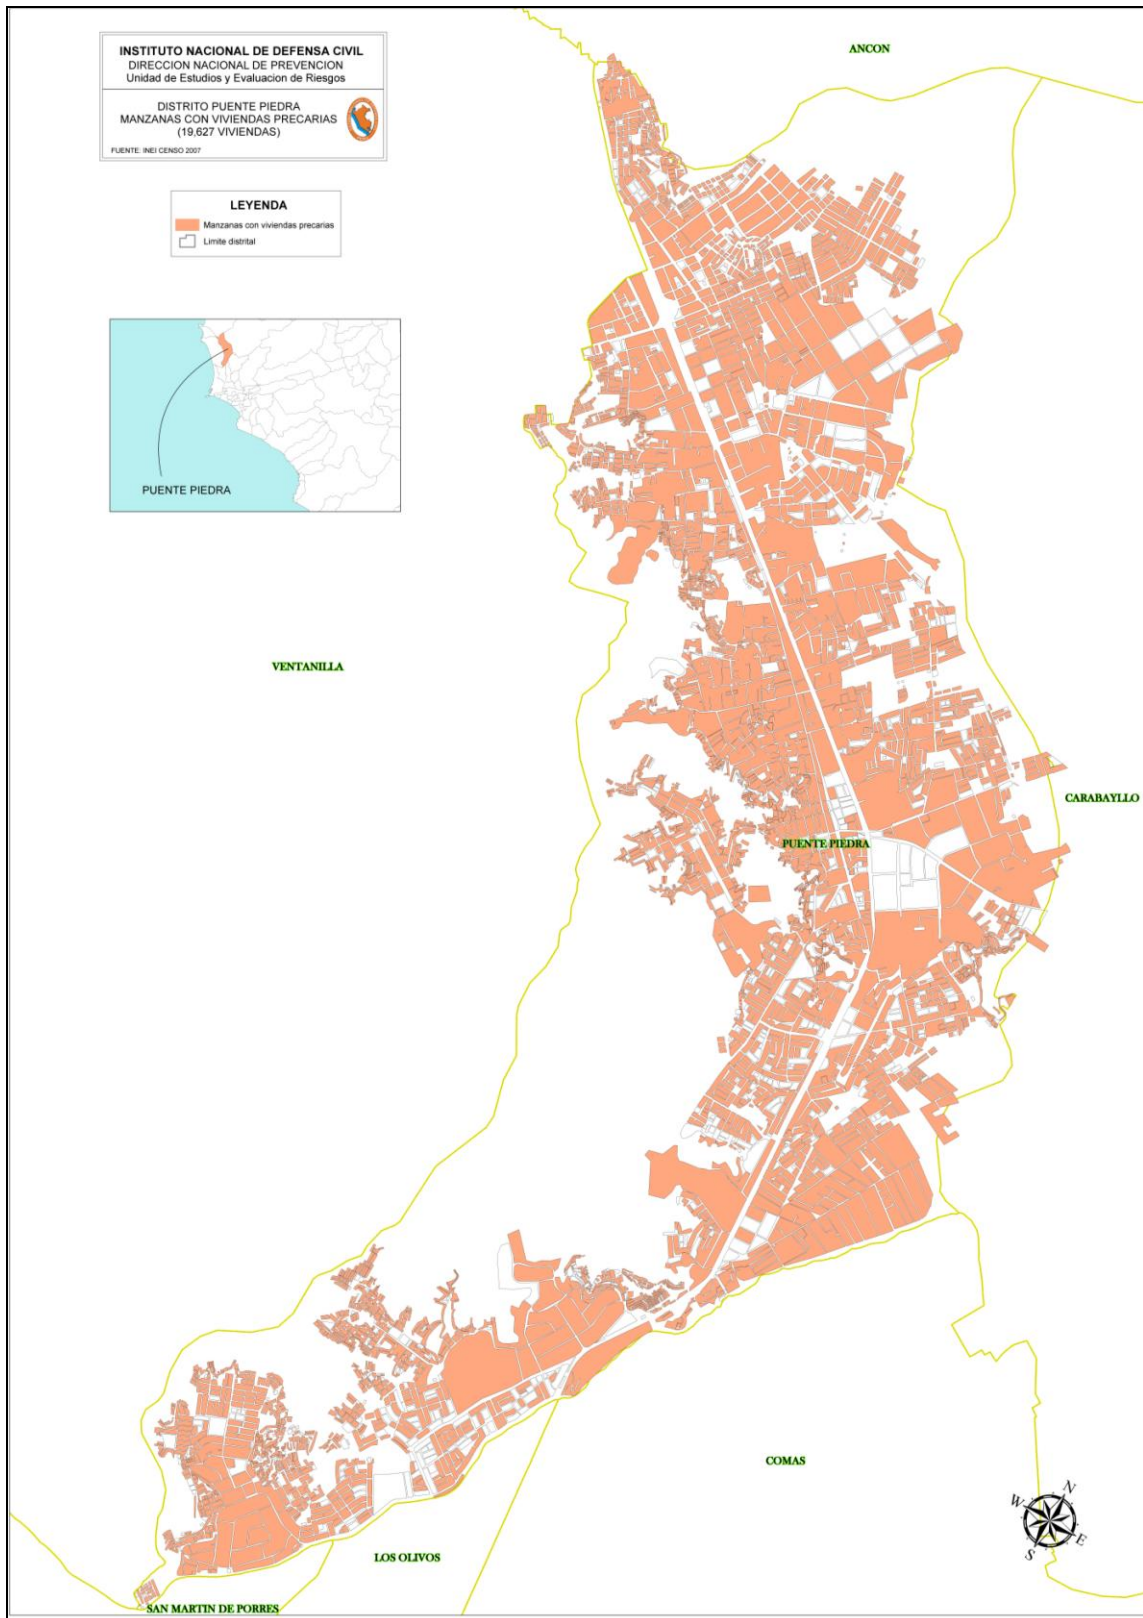 INSTITUTO NACIONAL DE DEFENSA CIVIL
DIRECCION NACIONAL DE PREVENCION
Unidad de Estudios y Evaluacion de Riesgos
DISTRITO PUENTE PIEDRA
MANZANAS CON VIVIENDAS PRECARIAS
(19,627 VIVIENDAS)
FUENTE: INEI CENSO 2007
LEYENDA
Manzanas con viviendas precarias
Limite distrital
PUENTE PIEDRA
ANCON
VENTANILLA
CARABAYLLO
PUENTE PIEDRA
COMAS
LOS OLIVOS
SAN MARTIN DE PORRES
N
W
E
S